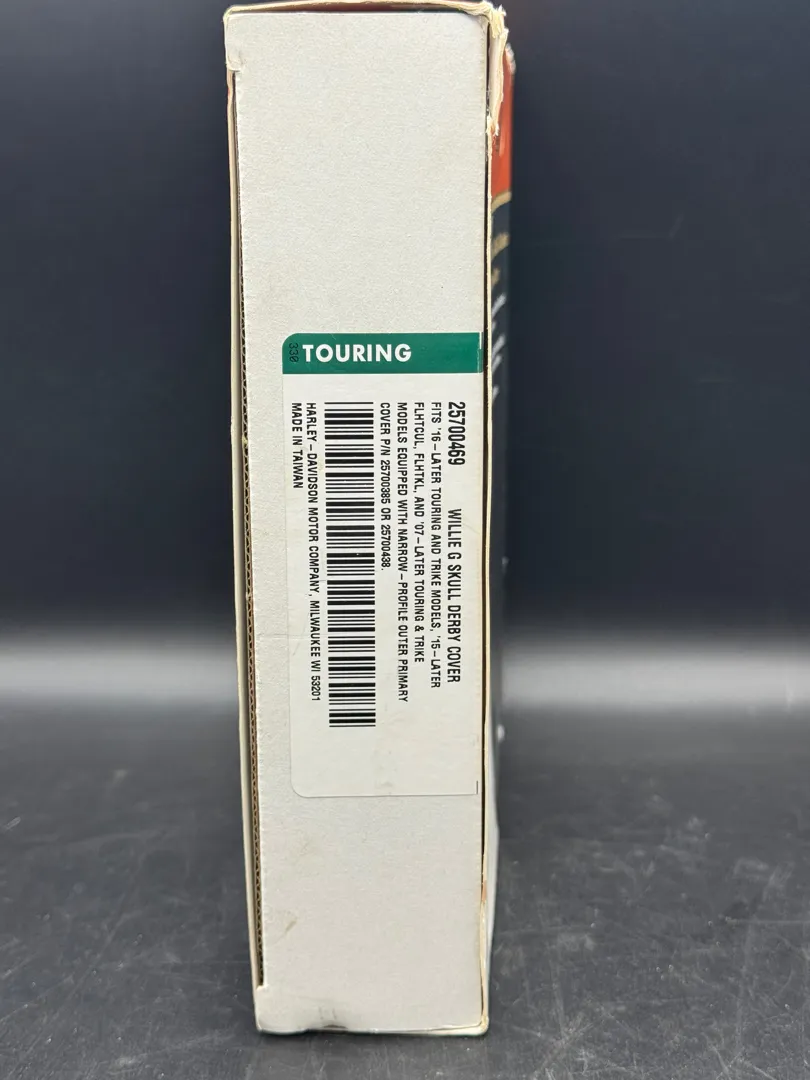 330 TOURING
25700469 WILLIE G SKULL DERBY COVER
FITS '16-LATER TOURING AND TRIKE MODELS, '15-LATER
FLHTCUL, FLHTKL, AND '07-LATER TOURING & TRIKE
MODELS EQUIPPED WITH NARROW-PROFILE OUTER PRIMARY
COVER P/N 25700385 OR 25700438.
HARLEY-DAVIDSON MOTOR COMPANY, MILWAUKEE WI 53201
MADE IN TAIWAN